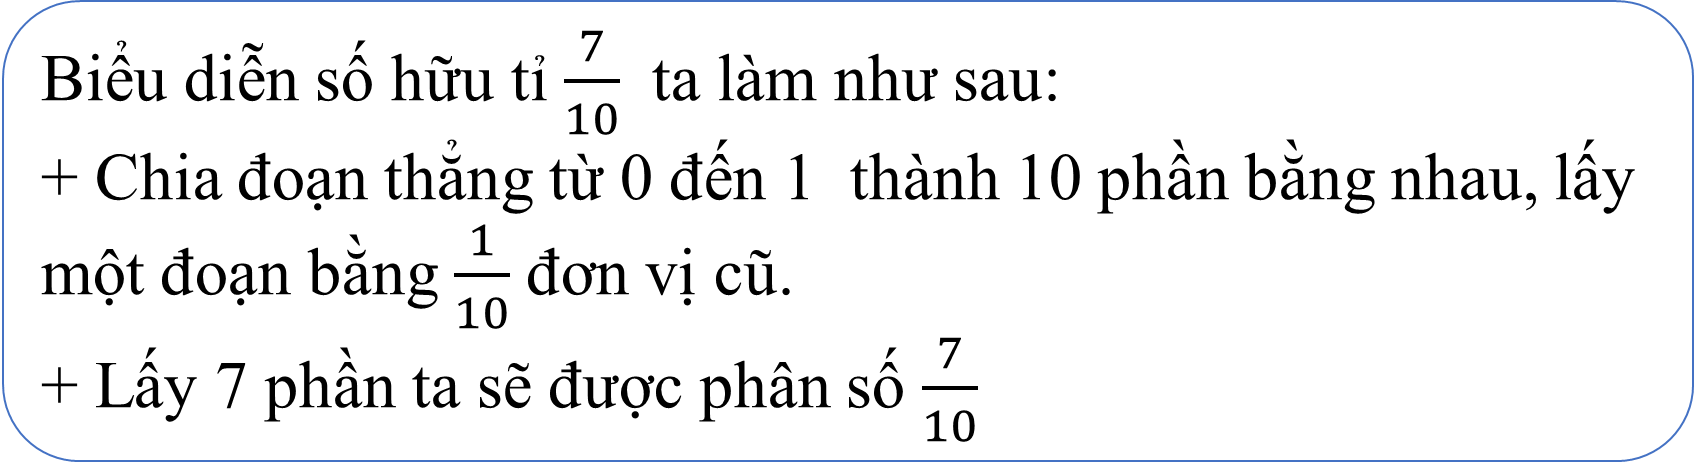 Biểu diễn số hữu tỉ 7/10 ta làm như sau:
+ Chia đoạn thẳng từ 0 đến 1 thành 10 phần bằng nhau, lấy
một đoạn bằng 1/10 đơn vị cũ.
+ Lấy 7 phần ta sẽ được phân số 7/10